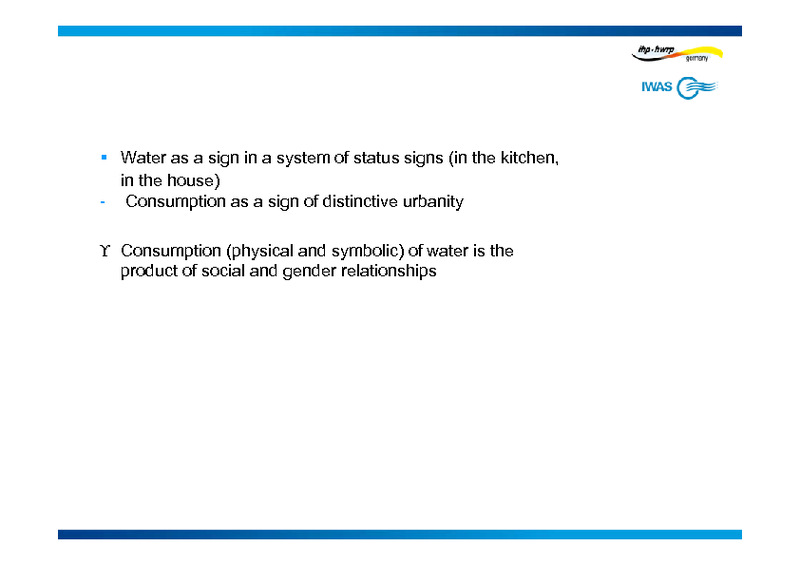 ihp - hwrp
germany
IWAS
▪ Water as a sign in a system of status signs (in the kitchen,
in the house)
- Consumption as a sign of distinctive urbanity
ϒ Consumption (physical and symbolic) of water is the
product of social and gender relationships